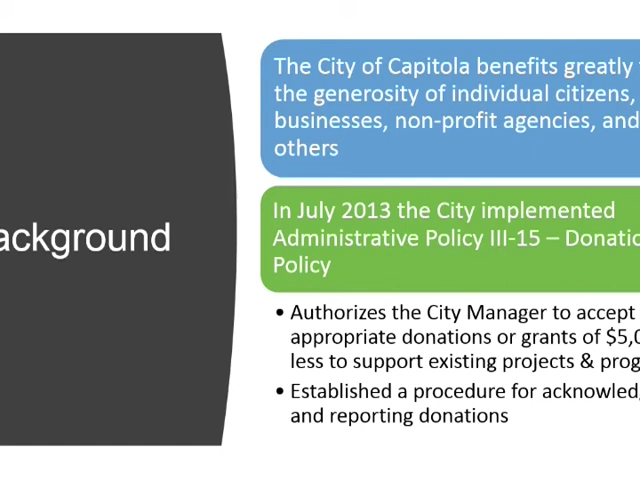 ackground
The City of Capitola benefits greatly
the generosity of individual citizens,
businesses, non-profit agencies, and
others
In July 2013 the City implemented
Administrative Policy III-15 – Donatio
Policy
• Authorizes the City Manager to accept
appropriate donations or grants of $5,0
less to support existing projects & prog
• Established a procedure for acknowled
and reporting donations